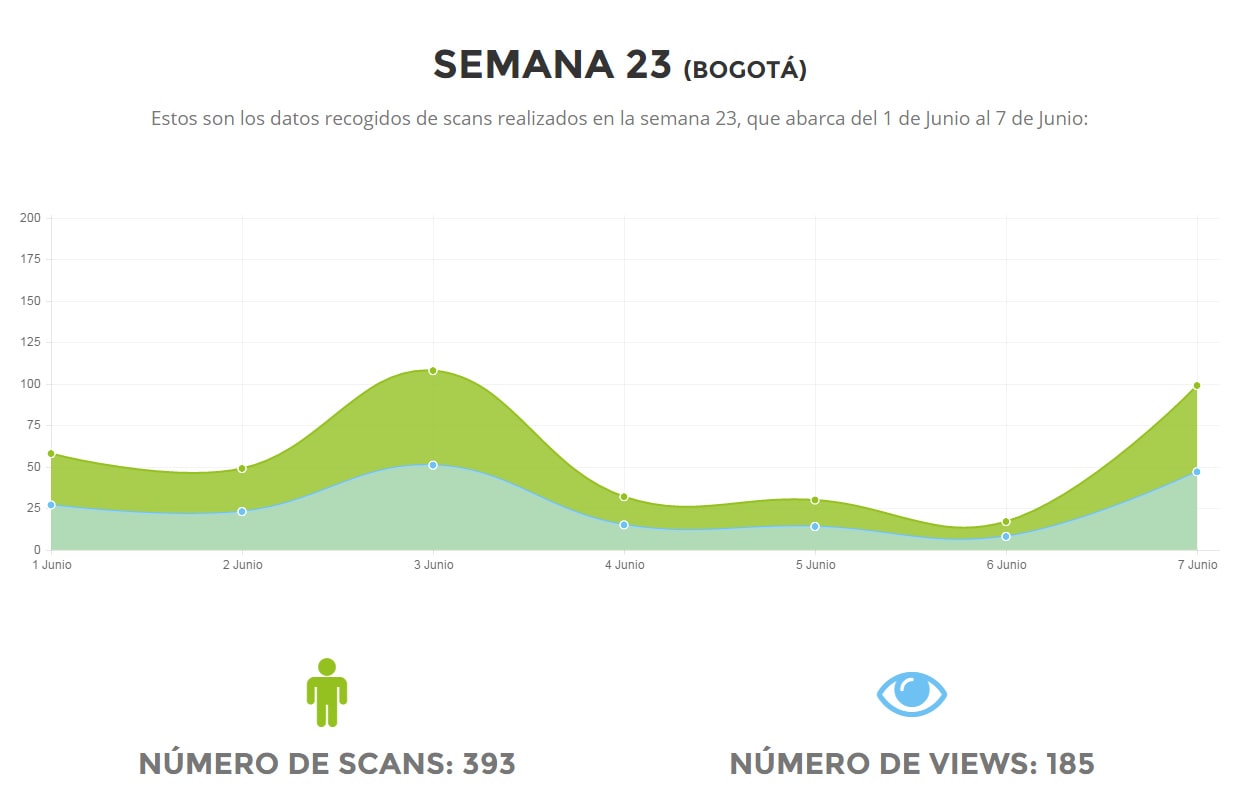 SEMANA 23 (BOGOTÁ)
Estos son los datos recogidos de scans realizados en la semana 23, que abarca del 1 de Junio al 7 de Junio:
200
175
150
125
100
75
50
25
0
1 Junio 2 Junio 3 Junio 4 Junio 5 Junio 6 Junio 7 Junio
NÚMERO DE SCANS: 393 NÚMERO DE VIEWS: 185